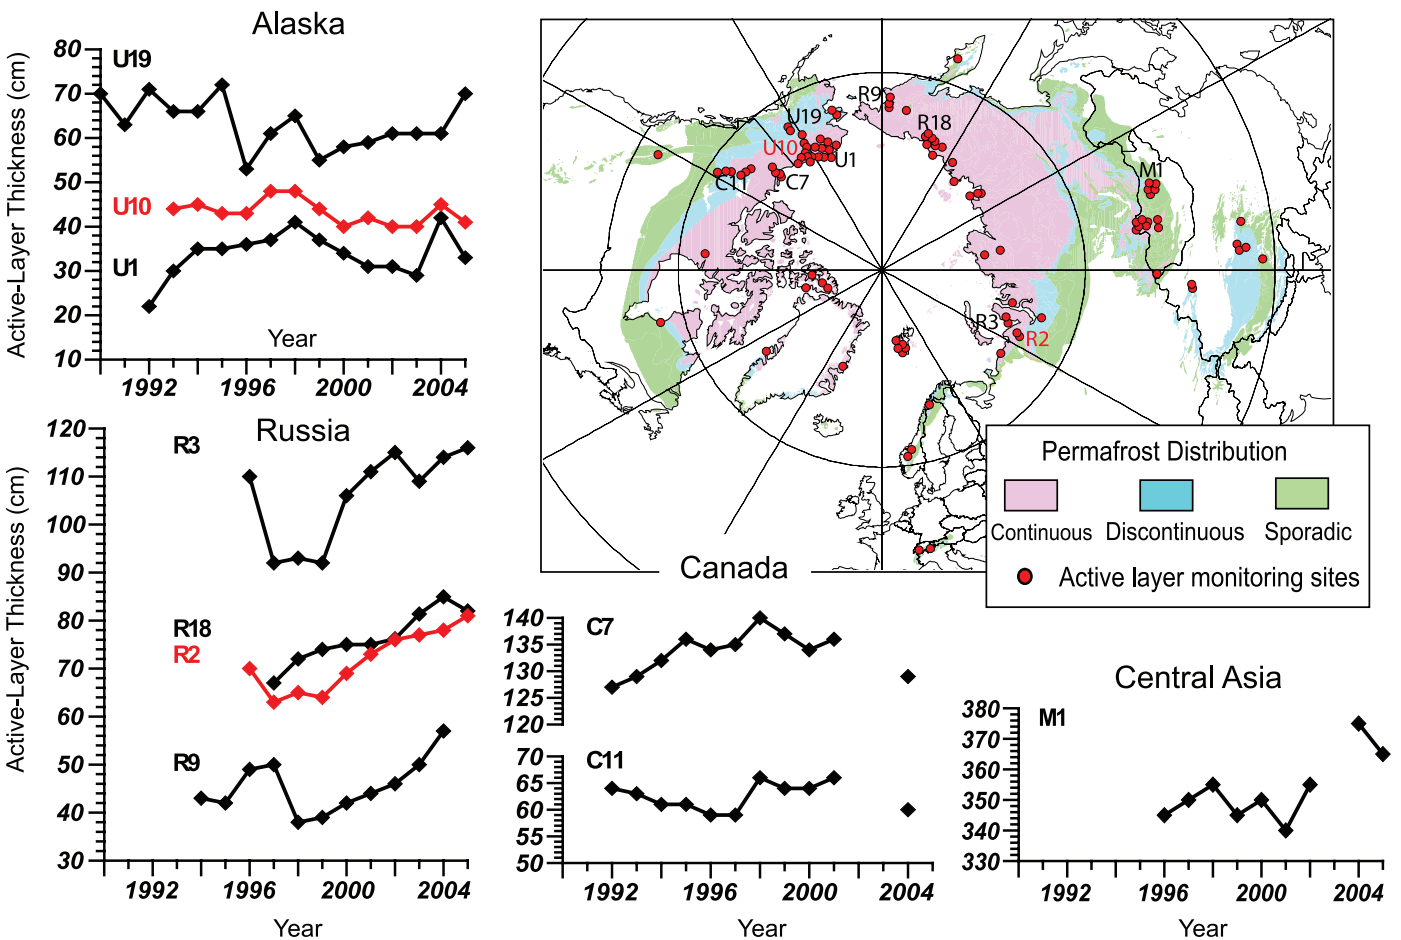 Alaska
Active-Layer Thickness (cm)
80
70
60
50
40
30
20
10
U19
U10
U1
Year
1992
1996
2000
2004
R9
R18
U19
U10
U1
C11
C7
M1
R3
R2
Permafrost Distribution
Continuous
Discontinuous
Sporadic
Active layer monitoring sites
Russia
Active-Layer Thickness (cm)
120
110
100
90
80
70
60
50
40
30
R3
R18
R2
R9
1992
1996
2000
2004
Year
Canada
140
135
130
125
120
C7
70
65
60
55
50
C11
1992
1996
2000
2004
Year
Central Asia
380
370
360
350
340
330
M1
1992
1996
2000
2004
Year